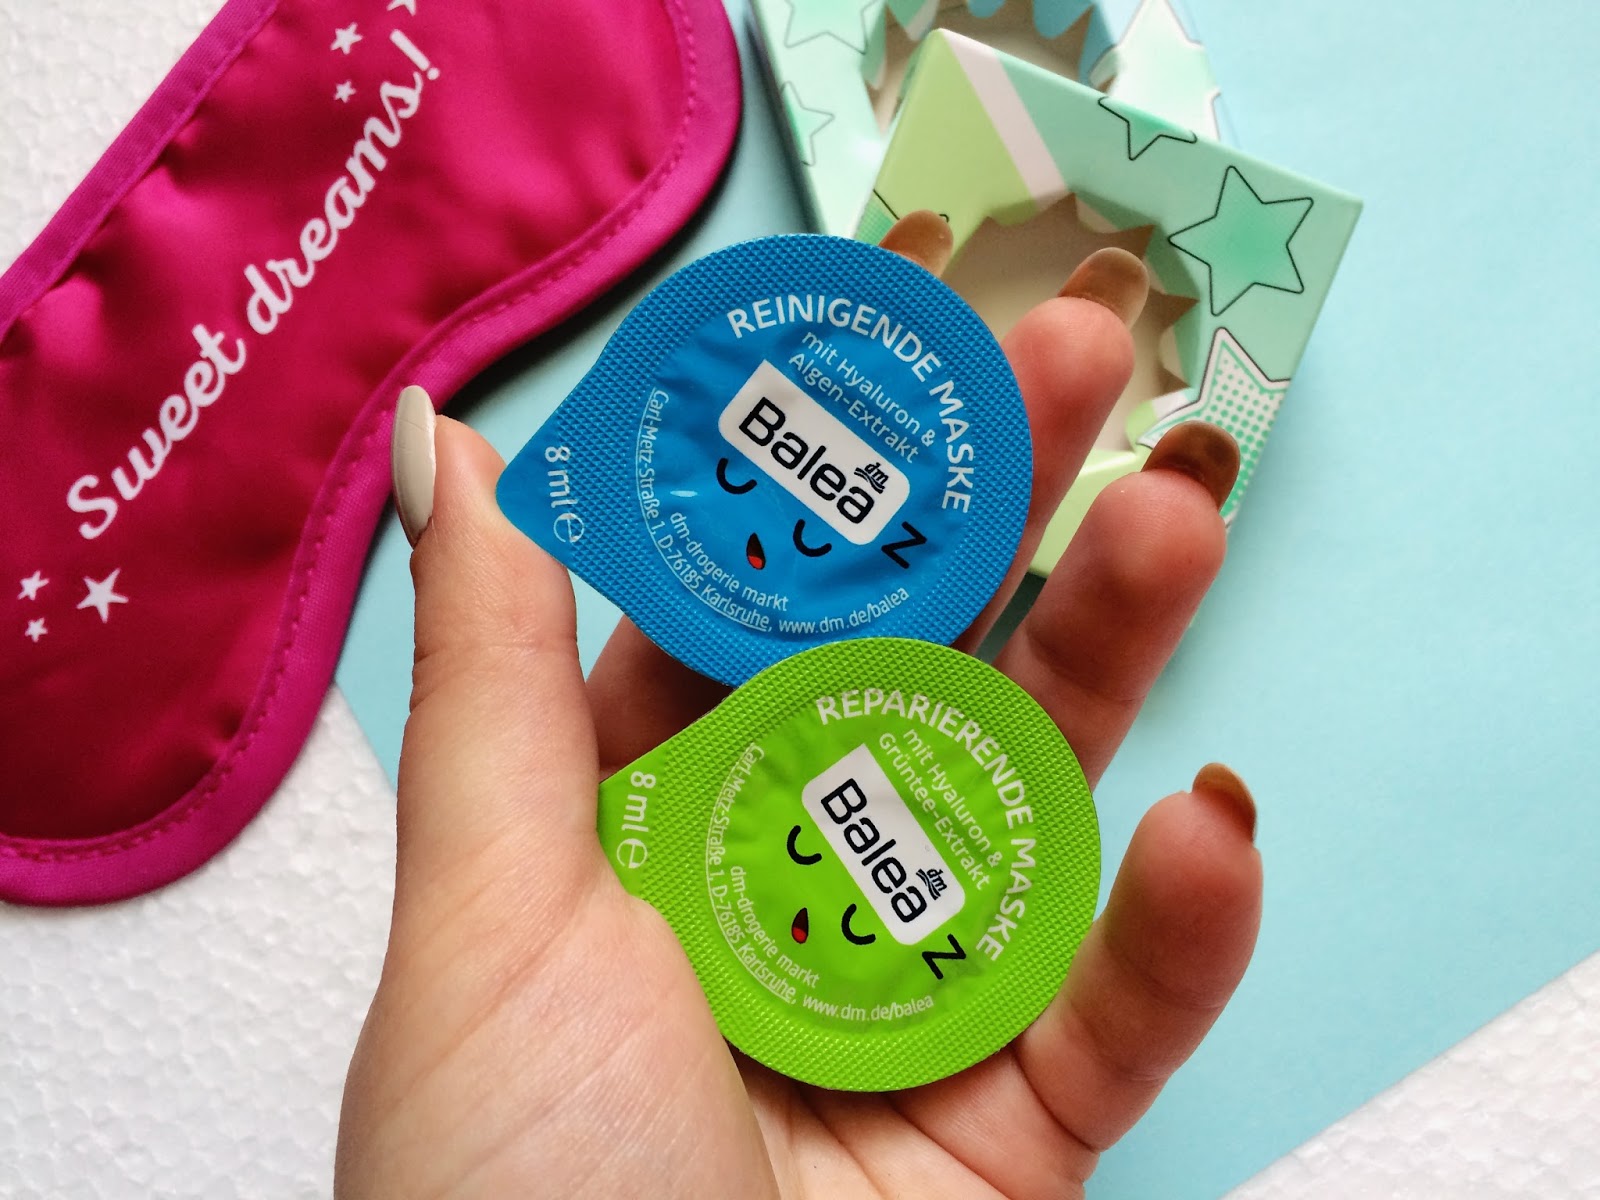 Sweet dreams!
REINIGENDE MASKE
mit Hyaluron &
Algen-Extrakt
Balea
dm
Z
8 ml ℮
dm-drogerie markt
Carl-Metz-Straße 1, D-76185 Karlsruhe, www.dm.de/balea
REPARIERENDE MASKE
mit Hyaluron &
Grüntee-Extrakt
Balea
dm
Z
8 ml ℮
dm-drogerie markt
Carl-Metz-Straße 1, D-76185 Karlsruhe, www.dm.de/balea